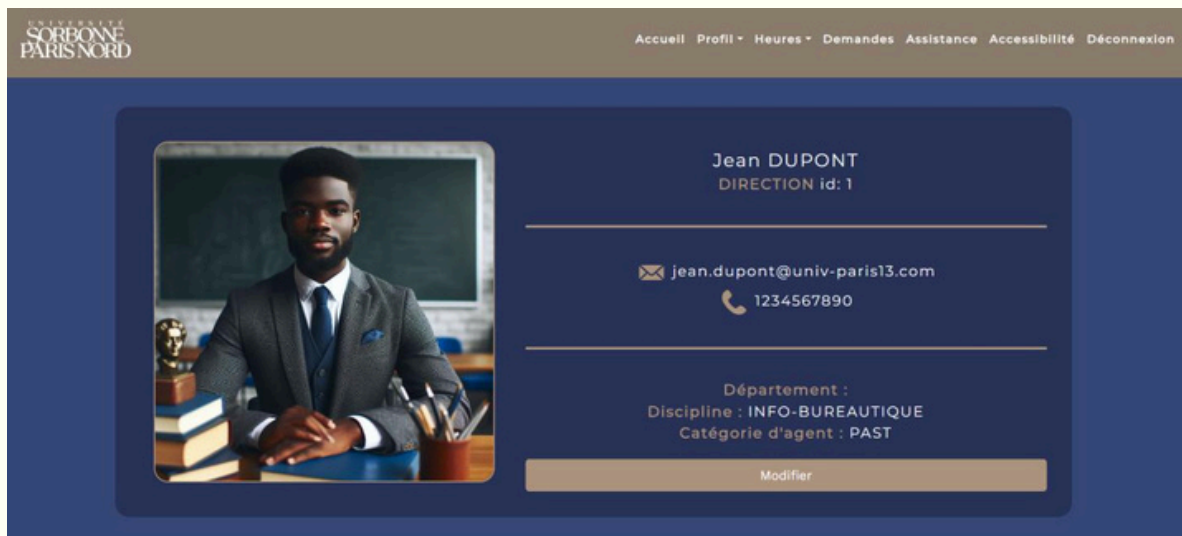 UNIVERSITÉ
SORBONNE
PARIS NORD
Accueil Profil Heures Demandes Assistance Accessibilité Déconnexion
Jean DUPONT
DIRECTION id: 1
jean.dupont@univ-paris13.com
1234567890
Département :
Discipline : INFO-BUREAUTIQUE
Catégorie d'agent : PAST
Modifier